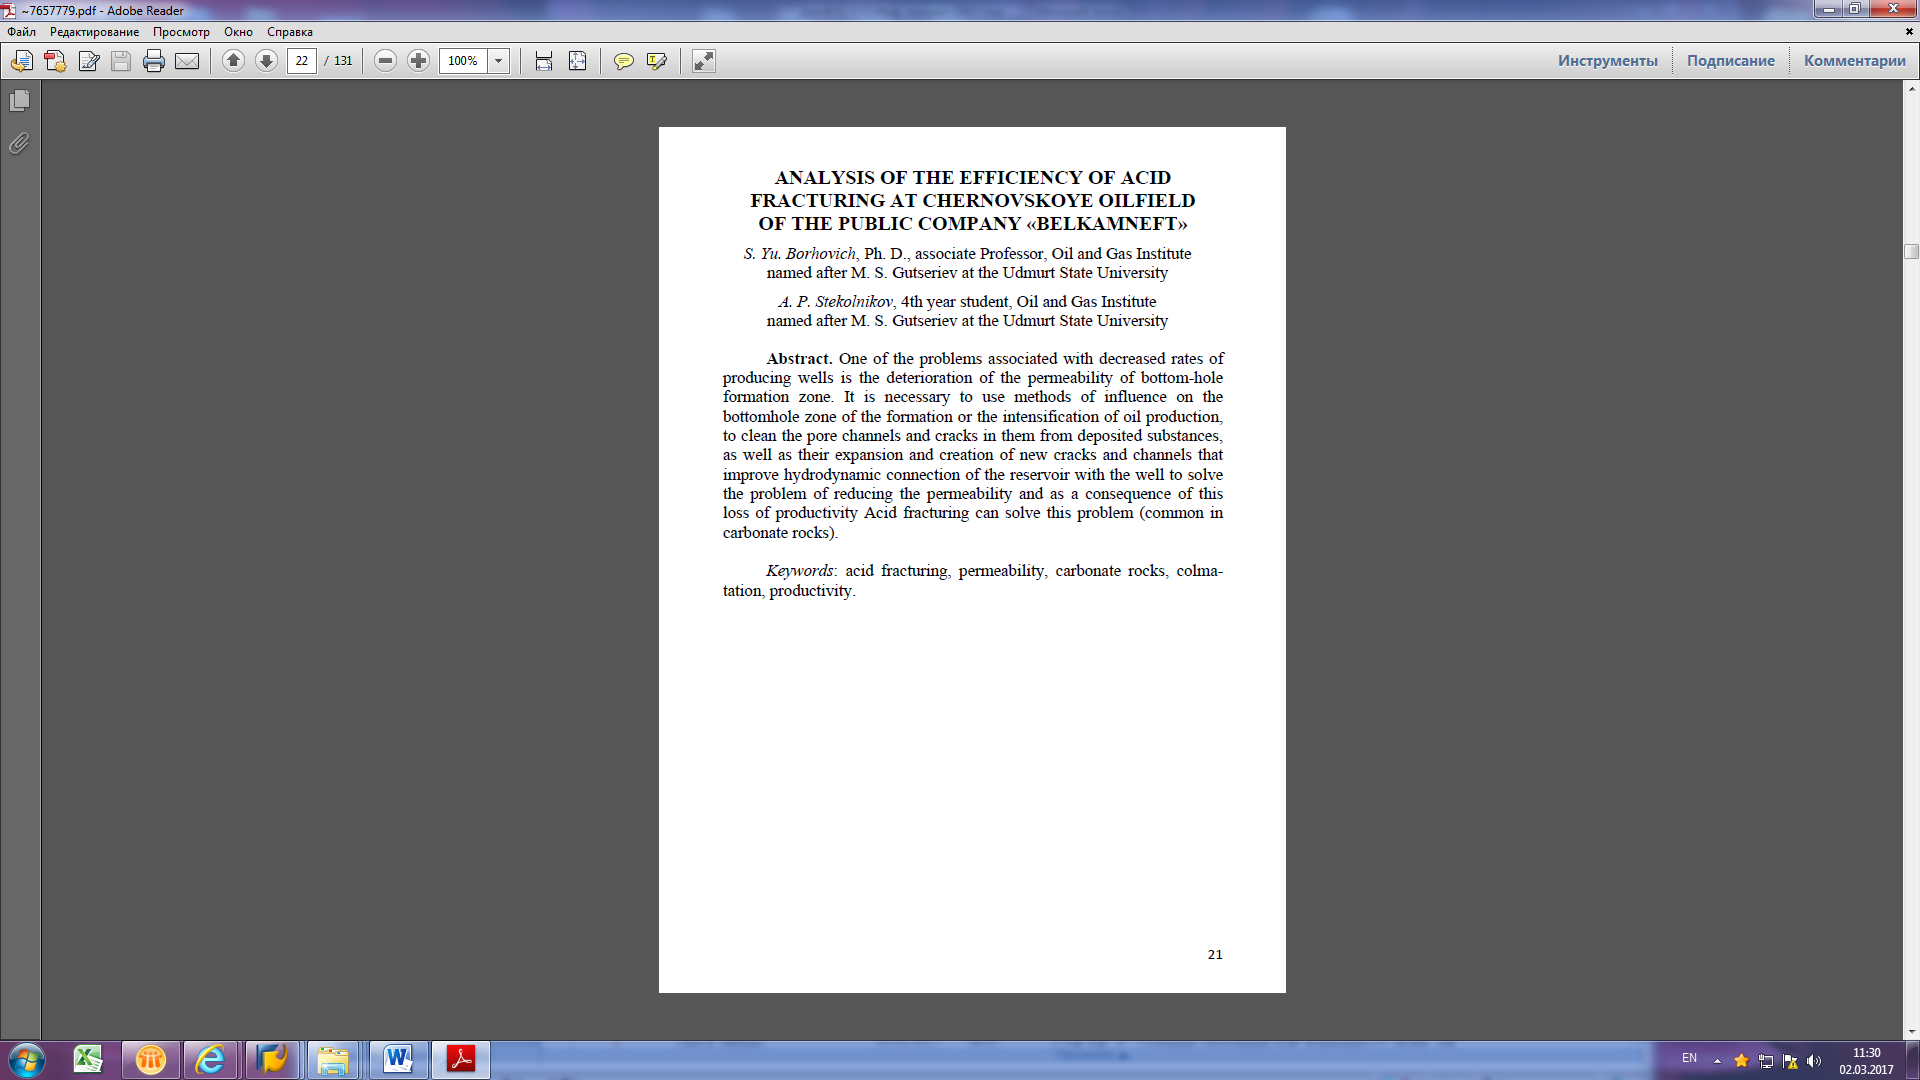 ~7657779.pdf - Adobe Reader
Файл Редактирование Просмотр Окно Справка
22 / 131 100% Инструменты Подписание Комментарии
ANALYSIS OF THE EFFICIENCY OF ACID
FRACTURING AT CHERNOVSKOYE OILFIELD
OF THE PUBLIC COMPANY «BELKAMNEFT»
S. Yu. Borhovich, Ph. D., associate Professor, Oil and Gas Institute
named after M. S. Gutseriev at the Udmurt State University
A. P. Stekolnikov, 4th year student, Oil and Gas Institute
named after M. S. Gutseriev at the Udmurt State University
Abstract. One of the problems associated with decreased rates of
producing wells is the deterioration of the permeability of bottom-hole
formation zone. It is necessary to use methods of influence on the
bottomhole zone of the formation or the intensification of oil production,
to clean the pore channels and cracks in them from deposited substances,
as well as their expansion and creation of new cracks and channels that
improve hydrodynamic connection of the reservoir with the well to solve
the problem of reducing the permeability and as a consequence of this
loss of productivity Acid fracturing can solve this problem (common in
carbonate rocks).
Keywords: acid fracturing, permeability, carbonate rocks, colma-
tation, productivity.
21
EN
11:30
02.03.2017